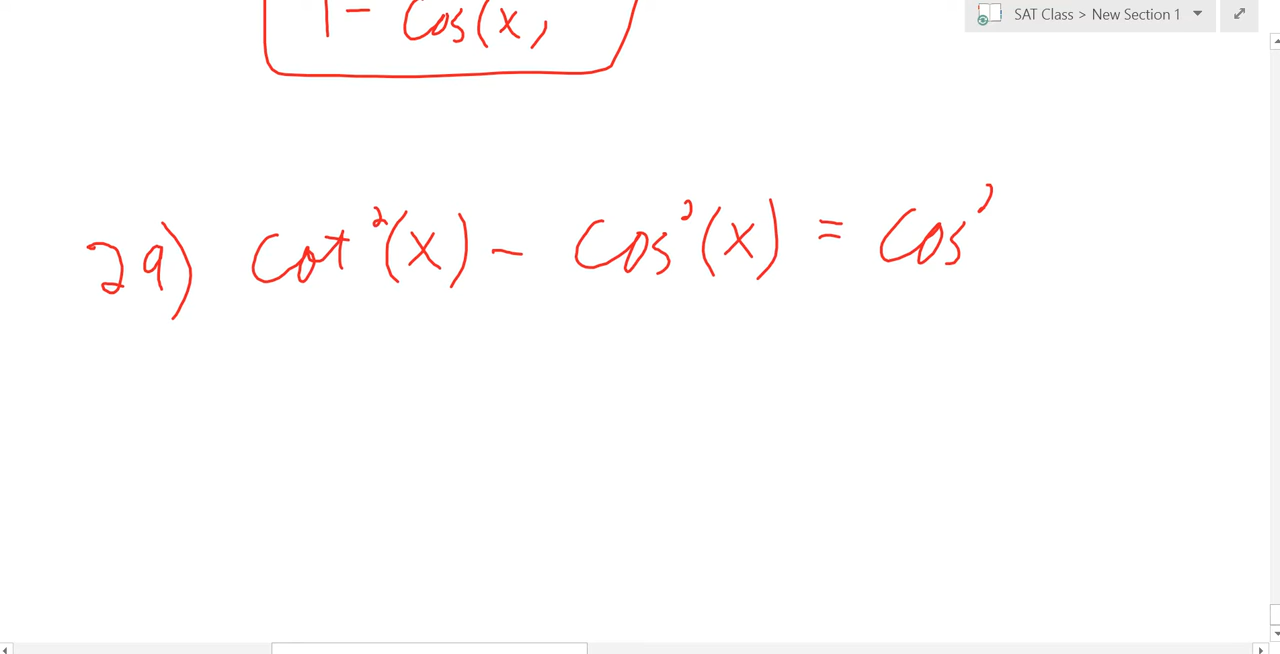 SAT Class > New Section 1
1 - Cos(x)
29) Cot²(x) - Cos²(x) = Cos²